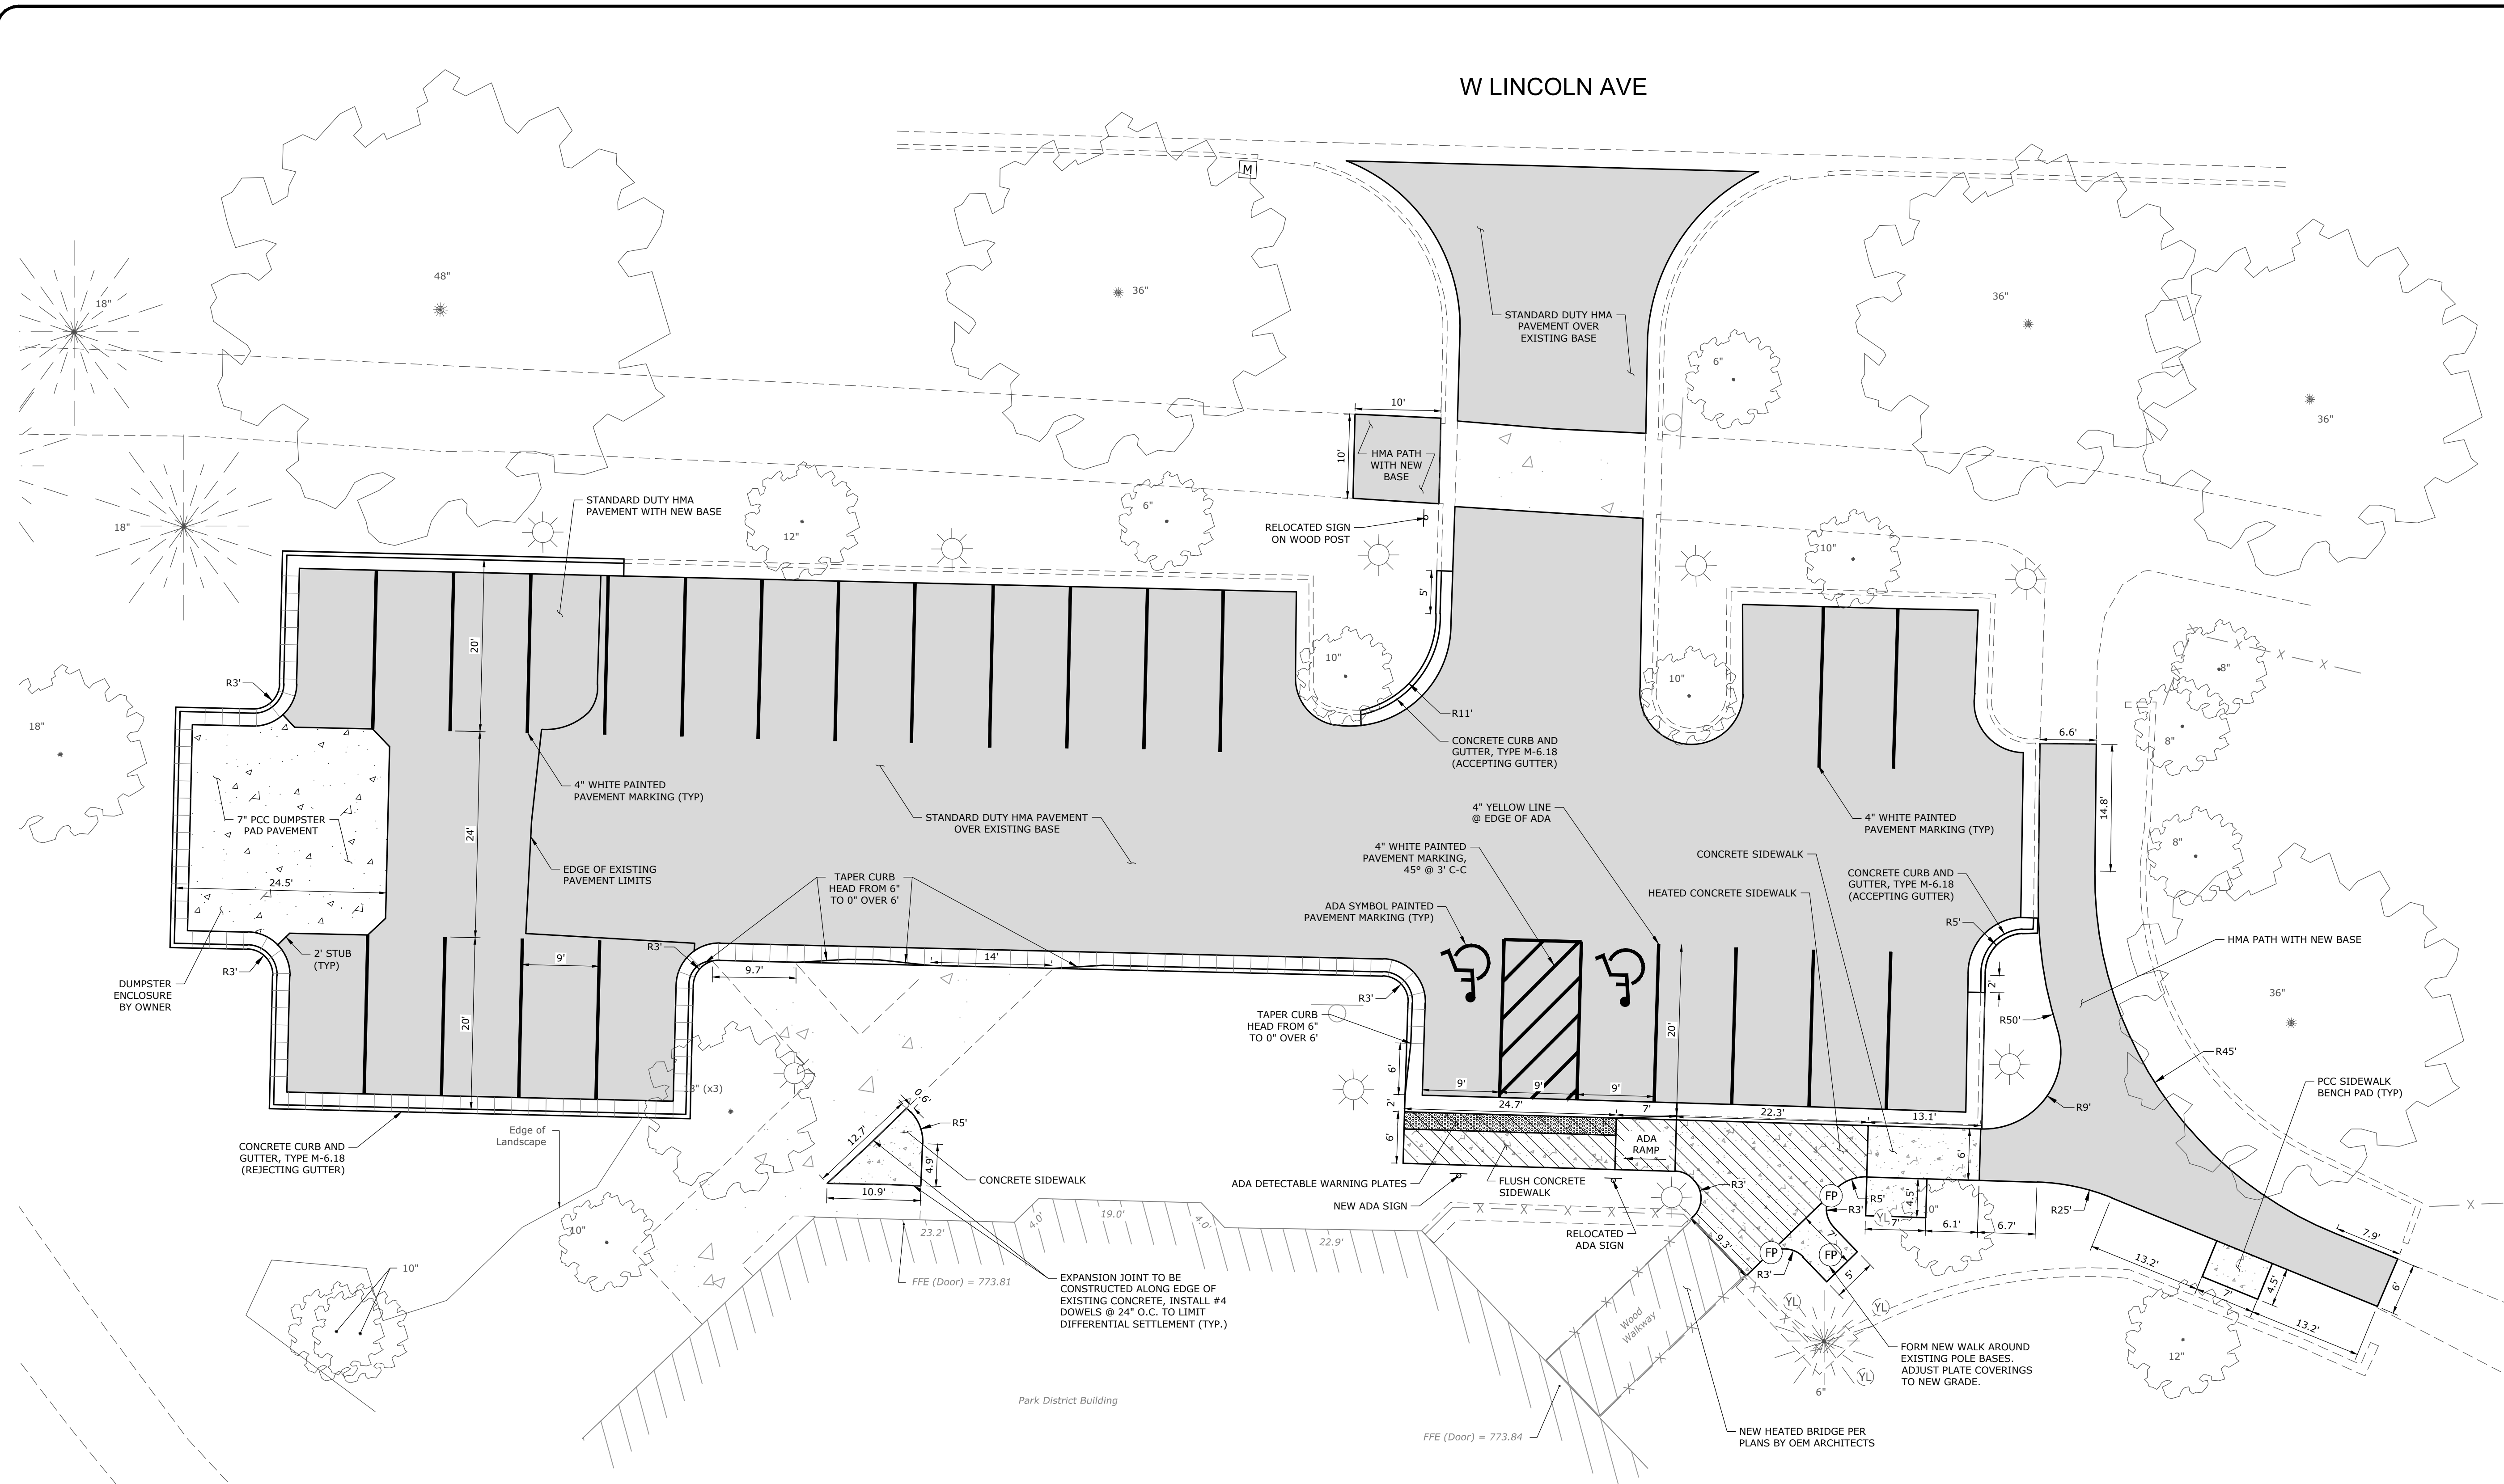 W LINCOLN AVE
M
48"
18"
36"
36"
36"
6"
STANDARD DUTY HMA
PAVEMENT OVER
EXISTING BASE
10'
10'
HMA PATH
WITH NEW
BASE
18"
STANDARD DUTY HMA
PAVEMENT WITH NEW BASE
12"
6"
RELOCATED SIGN
ON WOOD POST
10"
5'
20'
10"
10"
8"
R3'
18"
R11'
8"
6.6'
CONCRETE CURB AND
GUTTER, TYPE M-6.18
(ACCEPTING GUTTER)
4" WHITE PAINTED
PAVEMENT MARKING (TYP)
14.8'
7" PCC DUMPSTER
PAD PAVEMENT
24'
STANDARD DUTY HMA PAVEMENT
OVER EXISTING BASE
4" YELLOW LINE
@ EDGE OF ADA
4" WHITE PAINTED
PAVEMENT MARKING (TYP)
8"
EDGE OF EXISTING
PAVEMENT LIMITS
4" WHITE PAINTED
PAVEMENT MARKING,
45° @ 3' C-C
CONCRETE SIDEWALK
24.5'
TAPER CURB
HEAD FROM 6"
TO 0" OVER 6'
HEATED CONCRETE SIDEWALK
CONCRETE CURB AND
GUTTER, TYPE M-6.18
(ACCEPTING GUTTER)
ADA SYMBOL PAINTED
PAVEMENT MARKING (TYP)
R5'
HMA PATH WITH NEW BASE
R3'
2' STUB
(TYP)
9'
R3'
9.7'
14'
DUMPSTER
ENCLOSURE
BY OWNER
R3'
2'
36"
TAPER CURB
HEAD FROM 6"
TO 0" OVER 6'
20'
20'
R50'
R45'
6'
9'
9'
9'
8" (x3)
0.6'
PCC SIDEWALK
BENCH PAD (TYP)
2'
24.7'
7'
22.3'
13.1'
R9'
12.7'
R5'
CONCRETE CURB AND
GUTTER, TYPE M-6.18
(REJECTING GUTTER)
Edge of
Landscape
6'
ADA
RAMP
6'
4.9'
CONCRETE SIDEWALK
10.9'
ADA DETECTABLE WARNING PLATES
FLUSH CONCRETE
SIDEWALK
NEW ADA SIGN
R3'
FP
R5'
4.5'
R3'
YL
10"
7'
6.1'
6.7'
R25'
10"
23.2'
4.0'
19.0'
4.0'
22.9'
RELOCATED
ADA SIGN
9.3'
7'
FP
FP
R3'
5'
7.9'
13.2'
7'
4.5'
6'
13.2'
10"
FFE (Door) = 773.81
EXPANSION JOINT TO BE
CONSTRUCTED ALONG EDGE OF
EXISTING CONCRETE, INSTALL #4
DOWELS @ 24" O.C. TO LIMIT
DIFFERENTIAL SETTLEMENT (TYP.)
Wood
Walkway
YL
YL
FORM NEW WALK AROUND
EXISTING POLE BASES.
ADJUST PLATE COVERINGS
TO NEW GRADE.
12"
YL
6"
Park District Building
FFE (Door) = 773.84
NEW HEATED BRIDGE PER
PLANS BY OEM ARCHITECTS